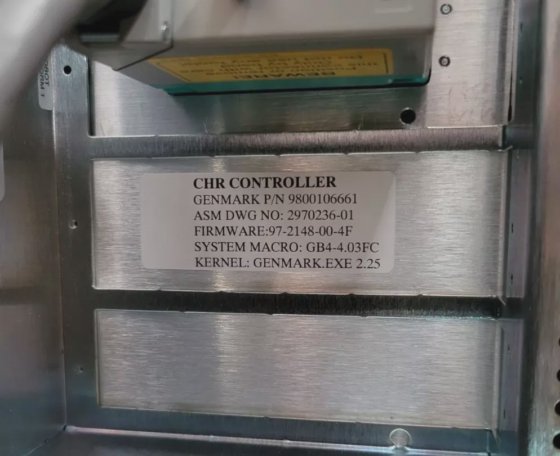 BEWARE!
CHR CONTROLLER
GENMARK P/N 9800106661
ASM DWG NO: 2970236-01
FIRMWARE:97-2148-00-4F
SYSTEM MACRO: GB4-4.03FC
KERNEL: GENMARK.EXE 2.25